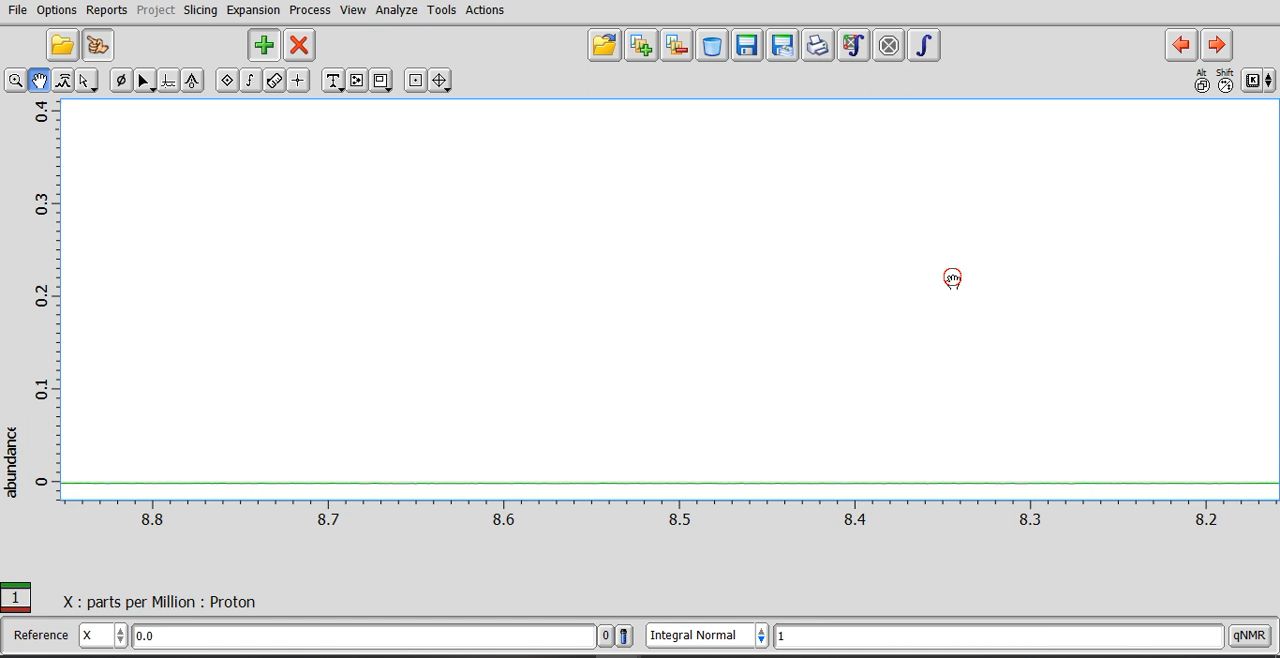 File Options Reports Project Slicing Expansion Process View Analyze Tools Actions
Alt Shift
0.4
0.3
0.2
0.1
0
abundance
8.8 8.7 8.6 8.5 8.4 8.3 8.2
1
X : parts per Million : Proton
Reference X 0.0 0 Integral Normal 1 qNMR